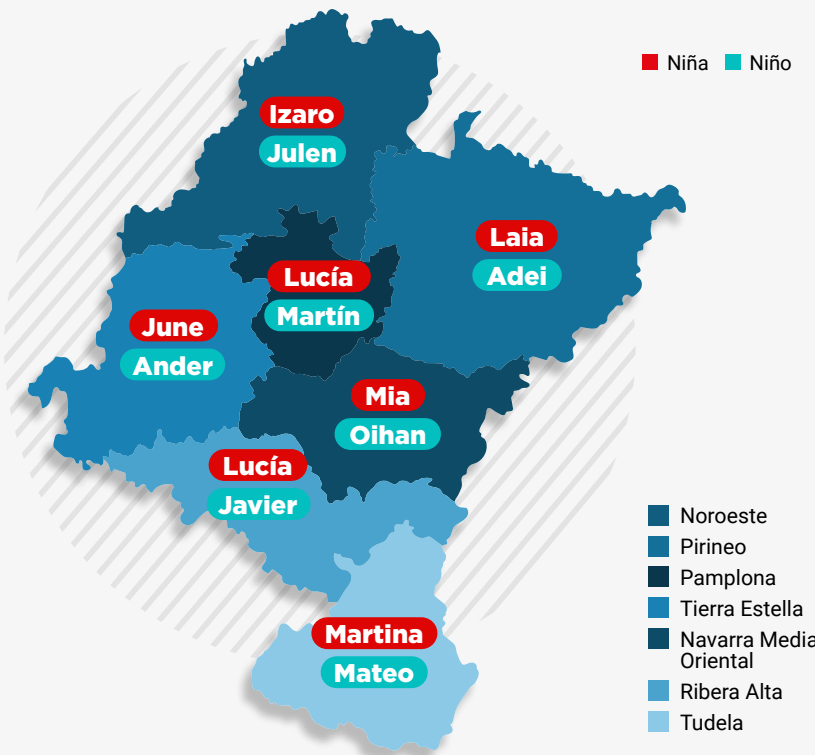 Niña
Niño
Izaro
Julen
Laia
Adei
Lucía
Martín
June
Ander
Mia
Oihan
Lucía
Javier
Martina
Mateo
Noroeste
Pirineo
Pamplona
Tierra Estella
Navarra Media
Oriental
Ribera Alta
Tudela